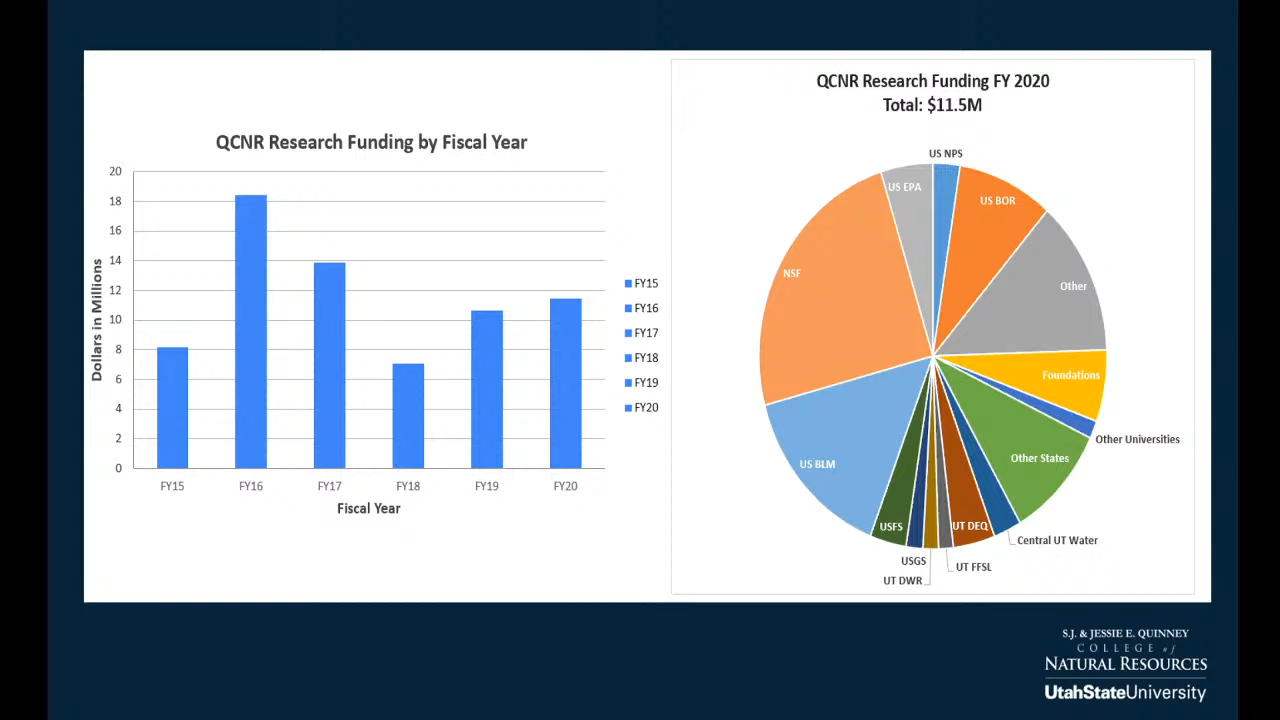 QCNR Research Funding by Fiscal Year
20
18
16
14
12
10
8
6
4
2
0
Dollars in Millions
FY15
FY16
FY17
FY18
FY19
FY20
Fiscal Year
FY15
FY16
FY17
FY18
FY19
FY20
QCNR Research Funding FY 2020
Total: $11.5M
US NPS
US EPA
US BOR
NSF
Other
Foundations
Other Universities
US BLM
Other States
USFS
UT DEQ
Central UT Water
USGS
UT FFSL
UT DWR
S.J. & JESSIE E. QUINNEY
COLLEGE of
NATURAL RESOURCES
UtahStateUniversity